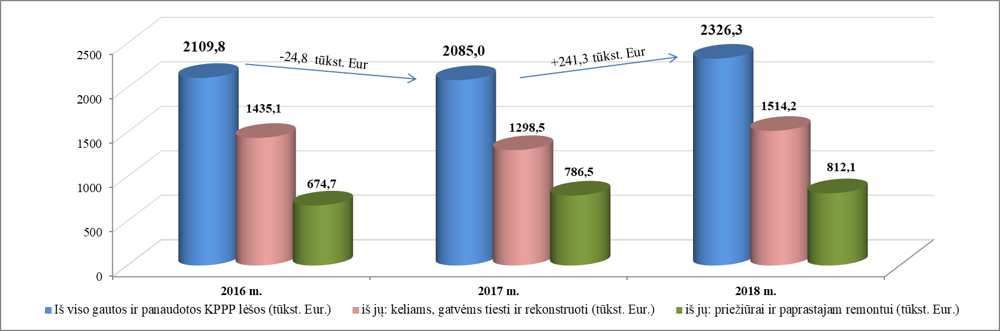 2326,3
2109,8
2085,0
-24,8 tūkst. Eur
+241,3 tūkst. Eur
2500
2000
1500
1000
500
0
1435,1
1298,5
1514,2
674,7
786,5
812,1
2016 m.
2017 m.
2018 m.
Iš viso gautos ir panaudotos KPPP lėšos (tūkst. Eur.)
iš jų: keliams, gatvėms tiesti ir rekonstruoti (tūkst. Eur.)
iš jų: priežiūrai ir paprastajam remontui (tūkst. Eur.)